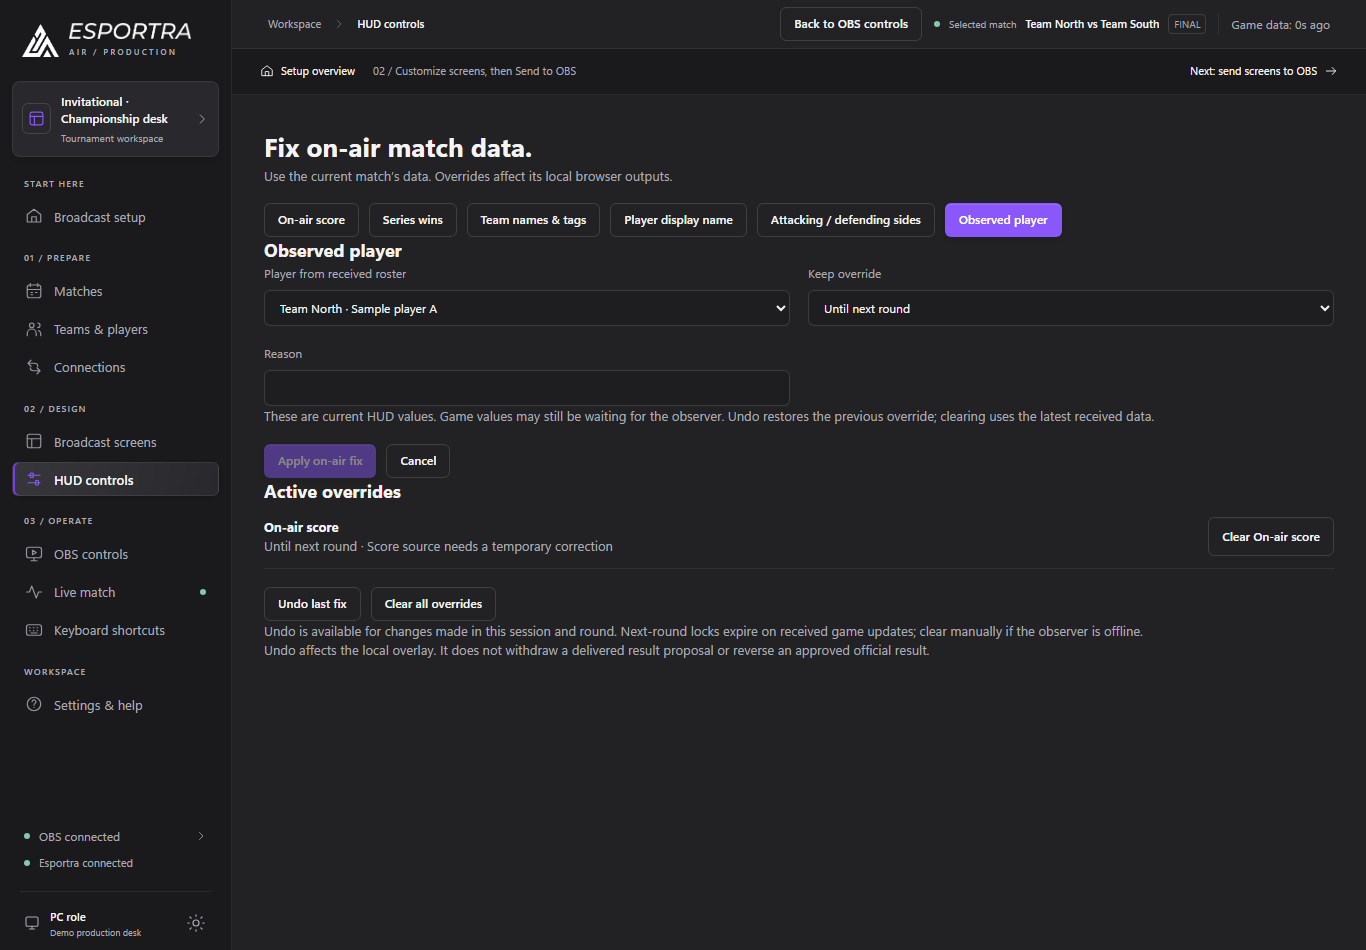 ESPORTRA
AIR / PRODUCTION
Invitational ·
Championship desk
Tournament workspace
START HERE
Broadcast setup
01 / PREPARE
Matches
Teams & players
Connections
02 / DESIGN
Broadcast screens
HUD controls
03 / OPERATE
OBS controls
Live match
Keyboard shortcuts
WORKSPACE
Settings & help
OBS connected
Esportra connected
PC role
Demo production desk
Workspace HUD controls
Back to OBS controls
Selected match Team North vs Team South FINAL
Game data: 0s ago
Setup overview 02 / Customize screens, then Send to OBS
Next: send screens to OBS
Fix on-air match data.
Use the current match's data. Overrides affect its local browser outputs.
On-air score Series wins Team names & tags Player display name Attacking / defending sides Observed player
Observed player
Player from received roster
Team North · Sample player A
Keep override
Until next round
Reason
These are current HUD values. Game values may still be waiting for the observer. Undo restores the previous override; clearing uses the latest received data.
Apply on-air fix Cancel
Active overrides
On-air score
Until next round · Score source needs a temporary correction
Clear On-air score
Undo last fix Clear all overrides
Undo is available for changes made in this session and round. Next-round locks expire on received game updates; clear manually if the observer is offline.
Undo affects the local overlay. It does not withdraw a delivered result proposal or reverse an approved official result.